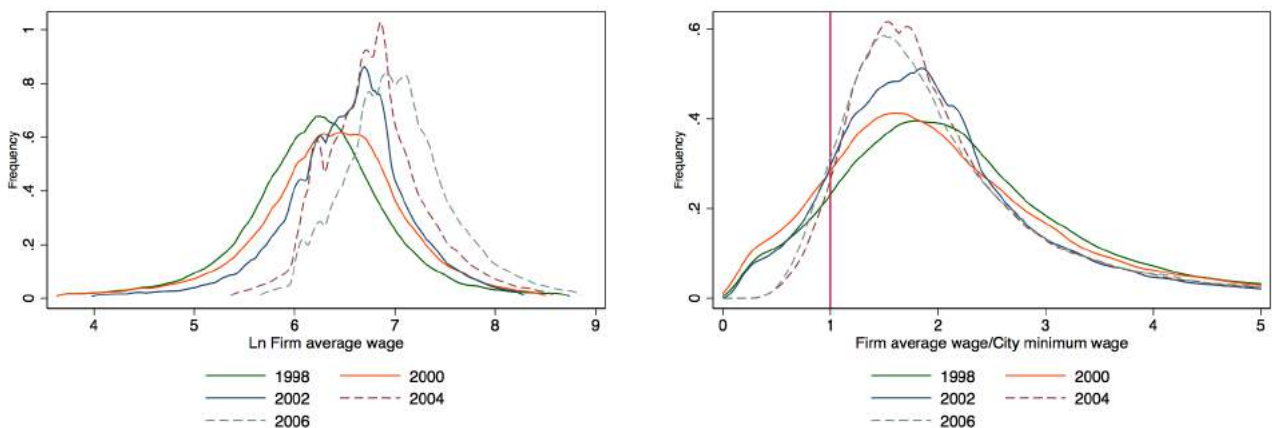 0 .2 .4 .6 .8 1
Frequency
4 5 6 7 8 9
Ln Firm average wage
1998 2000
2002 2004
2006
0 .2 .4 .6
Frequency
0 1 2 3 4 5
Firm average wage/City minimum wage
1998 2000
2002 2004
2006